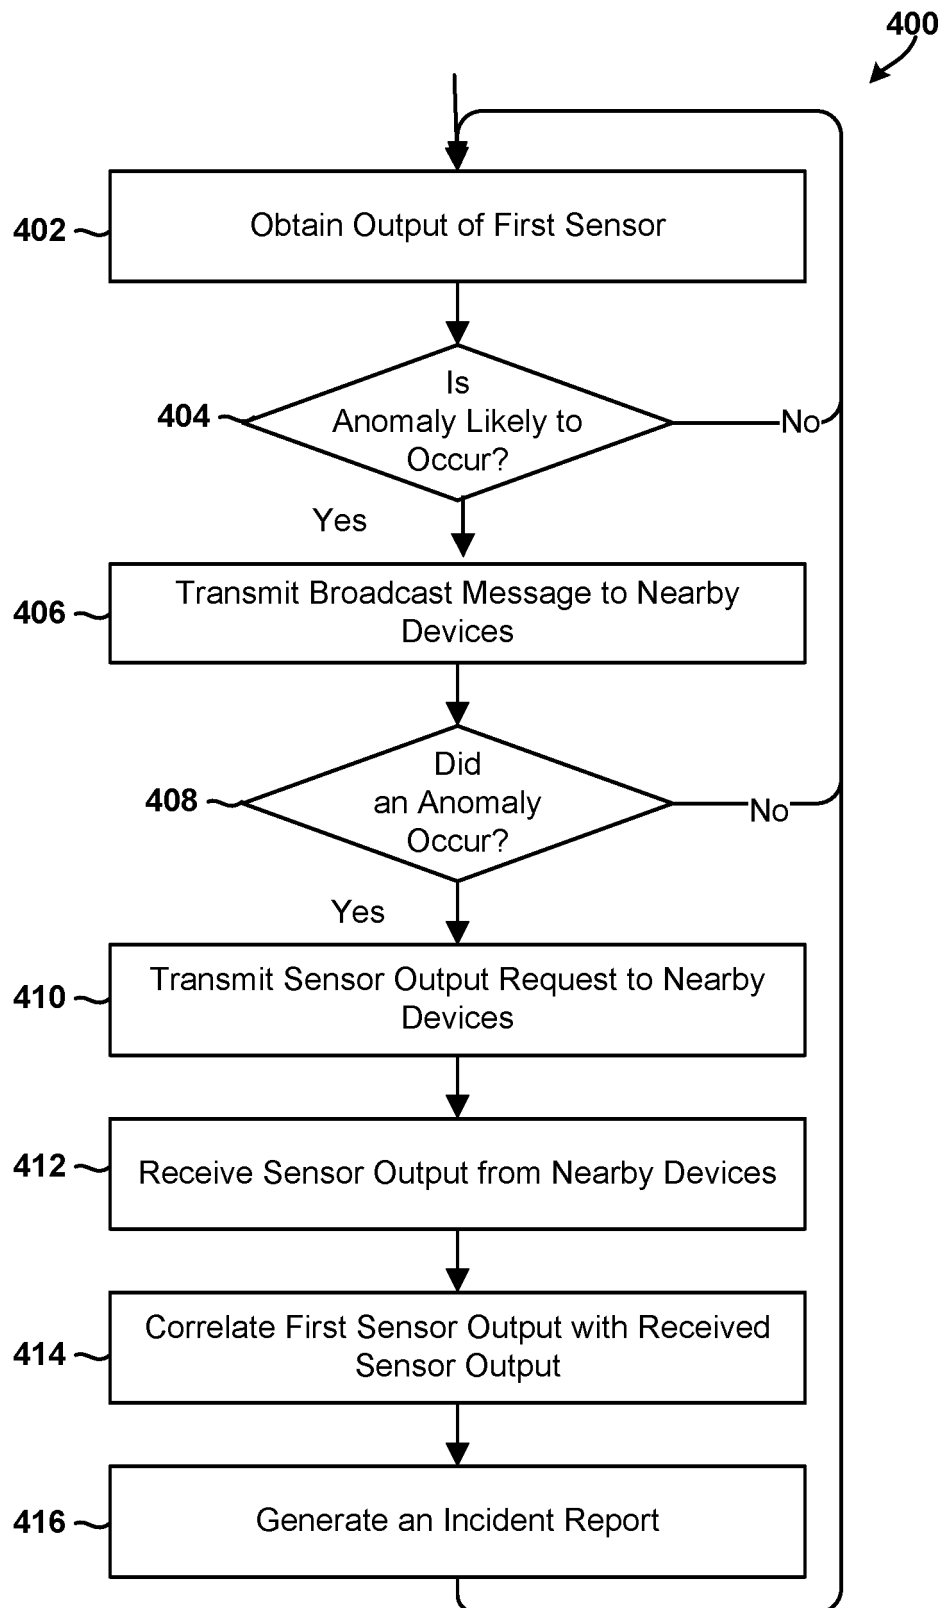 400
402
Obtain Output of First Sensor
404
Is
Anomaly Likely to
Occur?
No
Yes
406
Transmit Broadcast Message to Nearby
Devices
408
Did
an Anomaly
Occur?
No
Yes
410
Transmit Sensor Output Request to Nearby
Devices
412
Receive Sensor Output from Nearby Devices
414
Correlate First Sensor Output with Received
Sensor Output
416
Generate an Incident Report